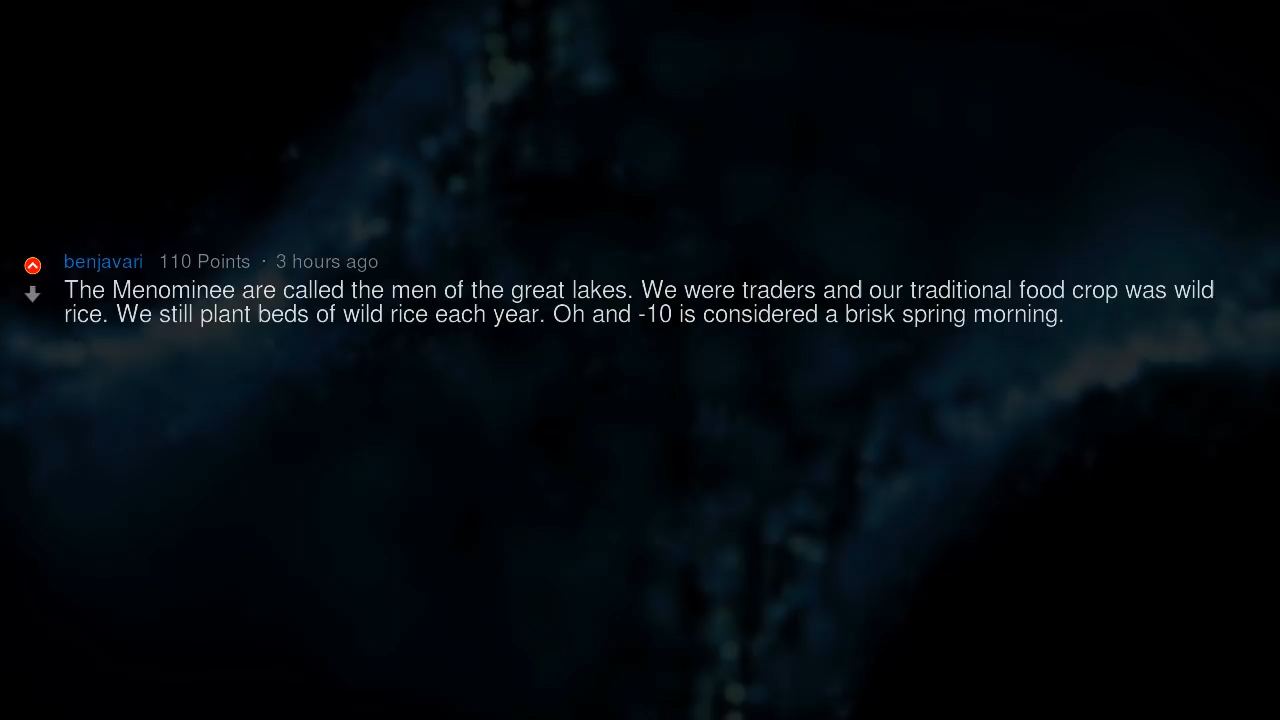 benjavari 110 Points · 3 hours ago
The Menominee are called the men of the great lakes. We were traders and our traditional food crop was wild
rice. We still plant beds of wild rice each year. Oh and -10 is considered a brisk spring morning.